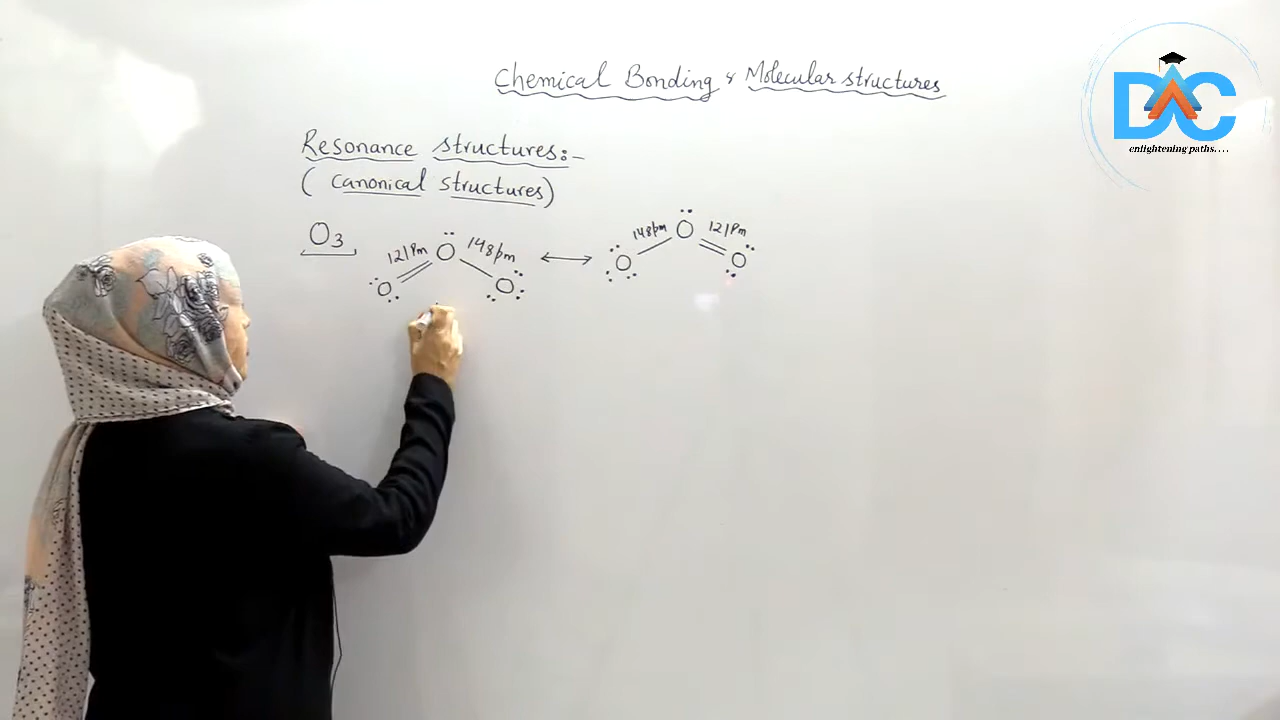 Chemical Bonding & Molecular structures
DAC
enlightening paths....
Resonance structures:-
(Canonical structures)
O3
121Pm O 148pm
O O
148pm O 121Pm
O O